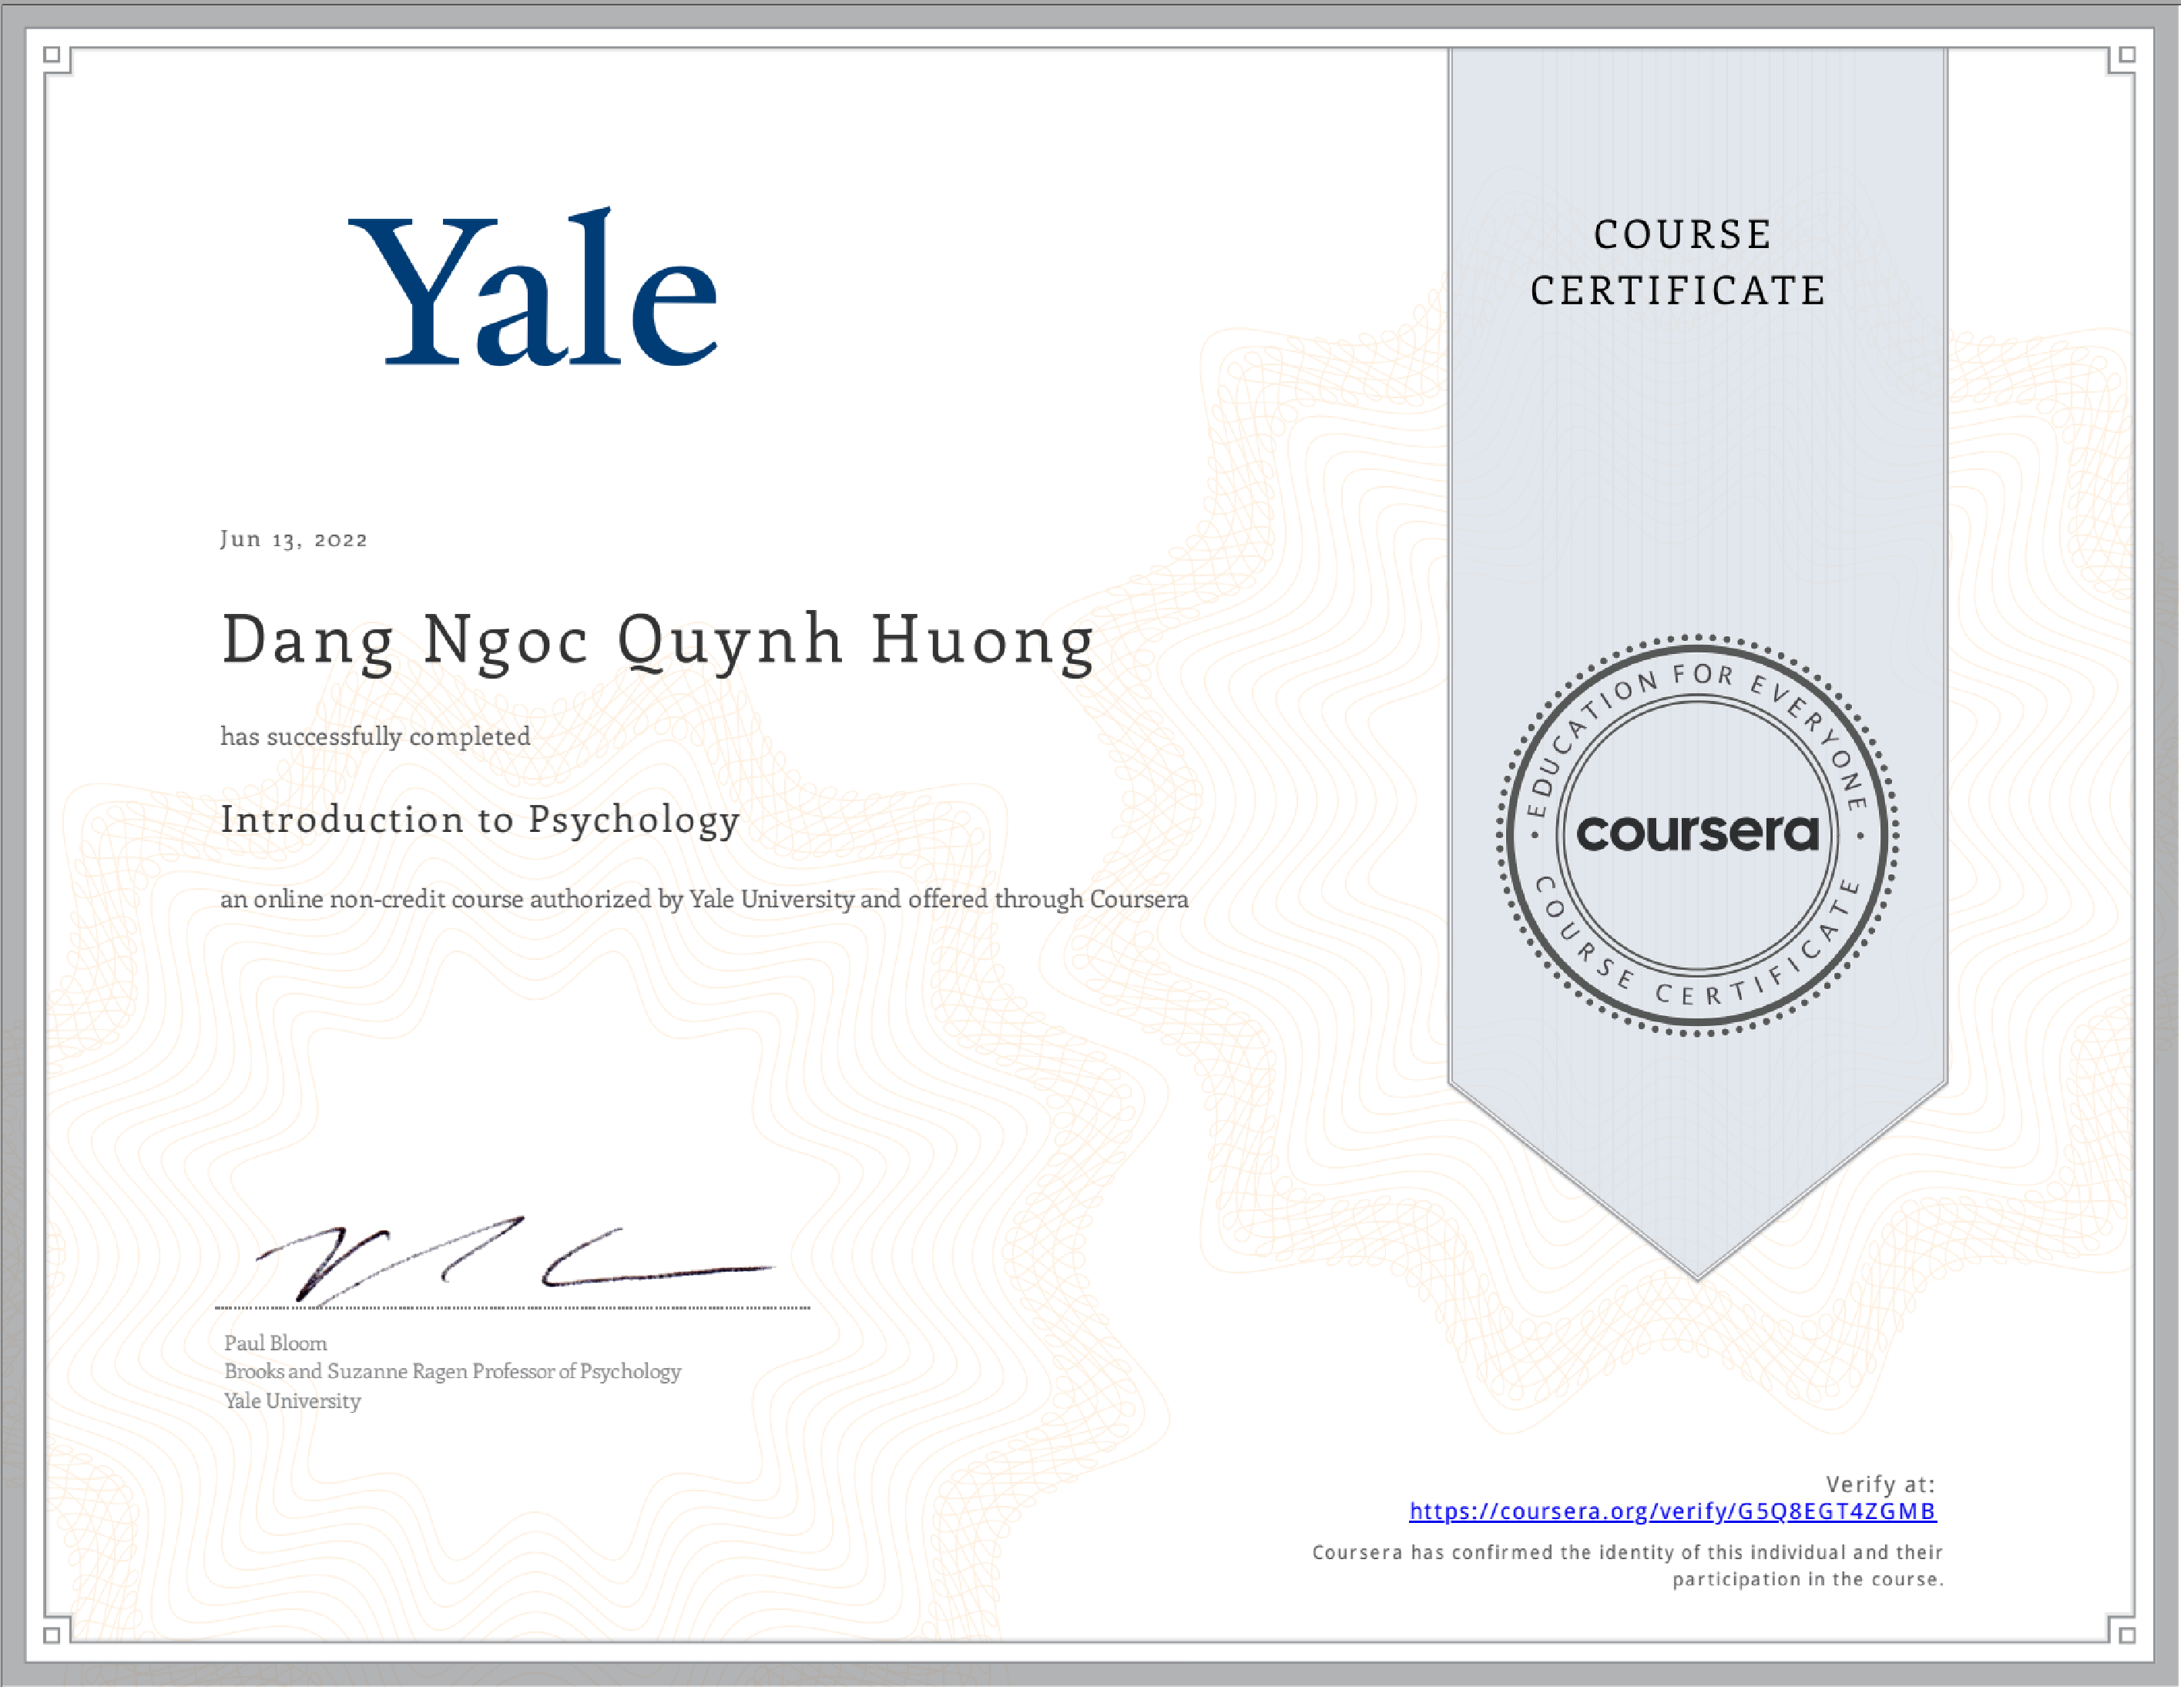 Yale
COURSE
CERTIFICATE
Jun 13, 2022
Dang Ngoc Quynh Huong
has successfully completed
Introduction to Psychology
an online non-credit course authorized by Yale University and offered through Coursera
EDUCATION FOR EVERYONE
coursera
COURSE CERTIFICATE
Paul Bloom
Brooks and Suzanne Ragen Professor of Psychology
Yale University
Verify at:
https://coursera.org/verify/G5Q8EGT4ZGMB
Coursera has confirmed the identity of this individual and their
participation in the course.